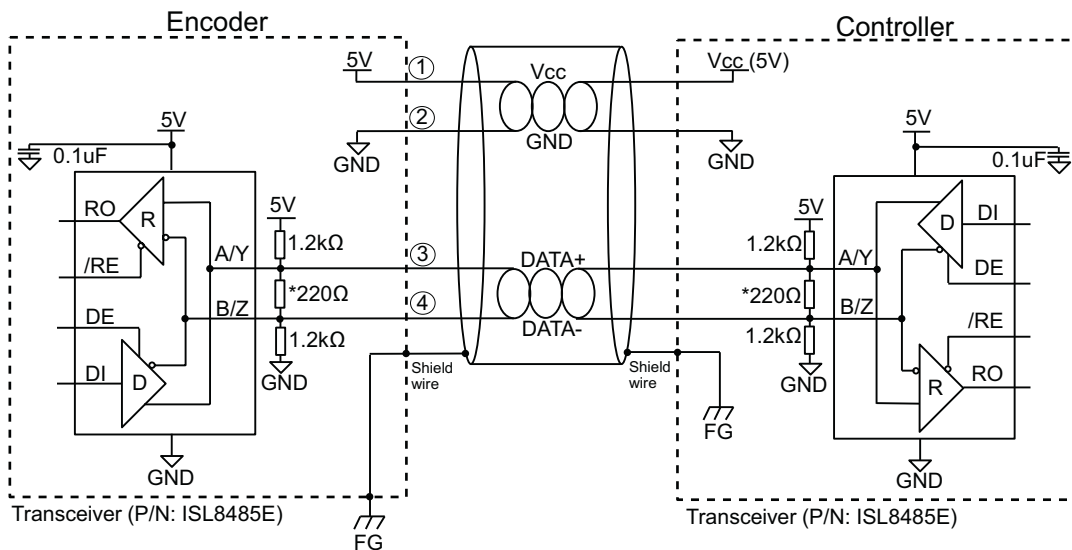 Encoder
Controller
5V
①
Vcc
Vcc (5V)
②
GND
GND
GND
5V
0.1uF
5V
0.1uF
RO
R
/RE
DE
DI
D
A/Y
B/Z
5V
1.2kΩ
*220Ω
1.2kΩ
GND
③
④
DATA+
DATA-
Shield
wire
Shield
wire
5V
1.2kΩ
*220Ω
1.2kΩ
GND
A/Y
B/Z
D
DI
DE
/RE
R
RO
GND
FG
FG
GND
Transceiver (P/N: ISL8485E)
Transceiver (P/N: ISL8485E)